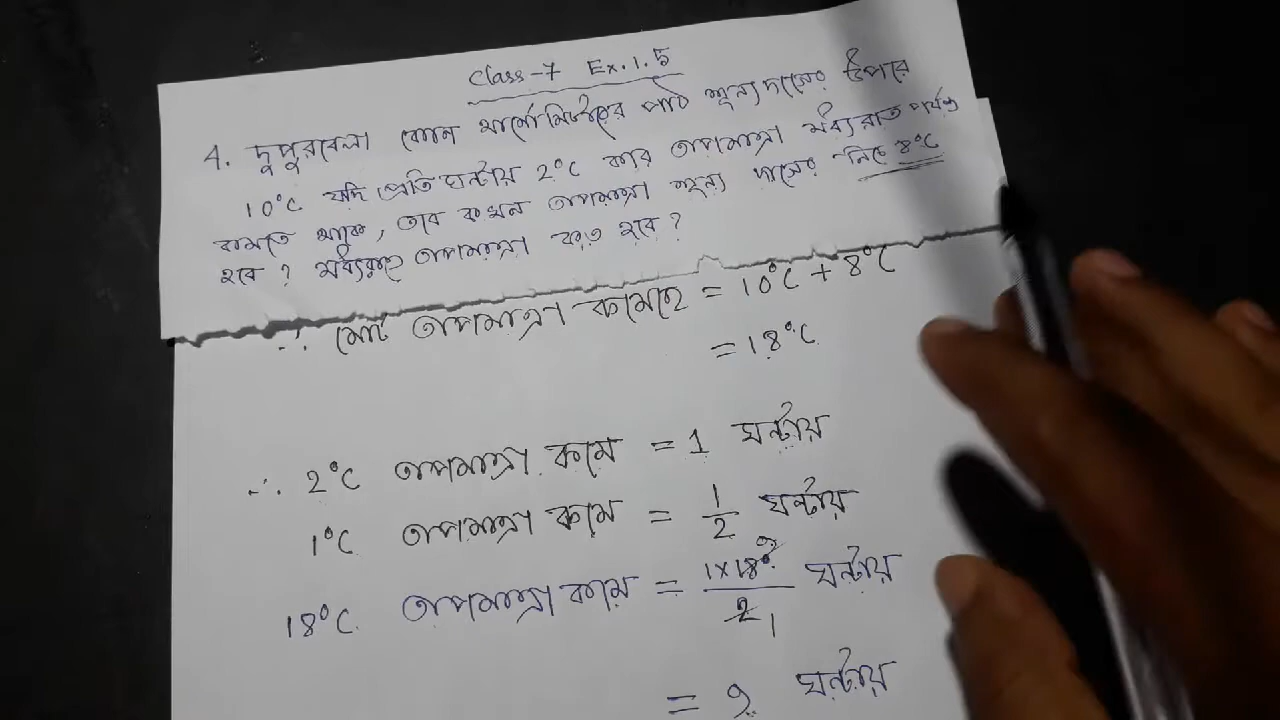 Class-7 Ex.1.5
4. দুপুরবেলা কোন থার্মোমিটারের পাঠ শূন্য দাগের উপরে
10°C যদি প্রতি ঘন্টায় 2°C করে তাপমাত্রা মধ্যরাত পর্যন্ত
কমতে থাকে, তবে কখন তাপমাত্রা শূন্য দাগের নিচে 8°C
হবে? মধ্যরাত্রে তাপমাত্রা কত হবে?
∴ মোট তাপমাত্রা কমেছে = 10°C + 8°C
= 18°C
∴ 2°C তাপমাত্রা কমে = 1 ঘন্টায়
1°C তাপমাত্রা কমে = 1/2 ঘন্টায়
18°C তাপমাত্রা কমে = 1×18 9/2 1 ঘন্টায়
= 9 ঘন্টায়